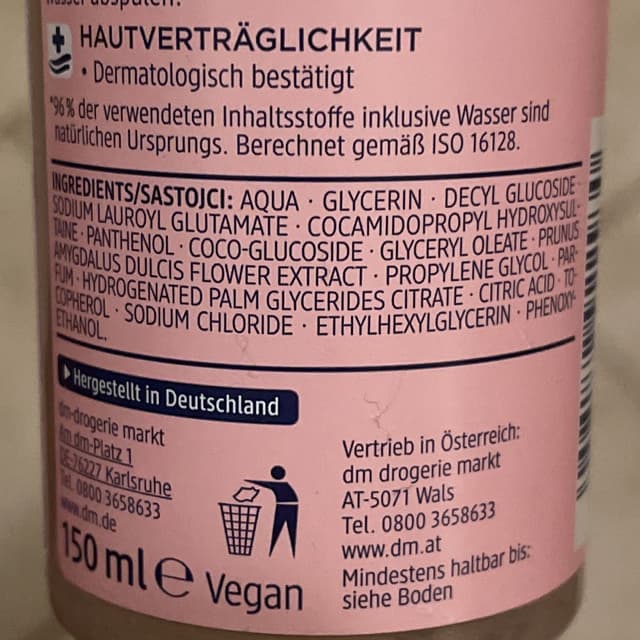 abspülen.
HAUTVERTRÄGLICHKEIT
• Dermatologisch bestätigt
*96% der verwendeten Inhaltsstoffe inklusive Wasser sind
natürlichen Ursprungs. Berechnet gemäß ISO 16128.
INGREDIENTS/SASTOJCI: AQUA · GLYCERIN · DECYL GLUCOSIDE ·
SODIUM LAUROYL GLUTAMATE · COCAMIDOPROPYL HYDROXYSUL-
TAINE · PANTHENOL · COCO-GLUCOSIDE · GLYCERYL OLEATE · PRUNUS
AMYGDALUS DULCIS FLOWER EXTRACT · PROPYLENE GLYCOL · PAR-
FUM · HYDROGENATED PALM GLYCERIDES CITRATE · CITRIC ACID · TO-
COPHEROL · SODIUM CHLORIDE · ETHYLHEXYLGLYCERIN · PHENOXY-
ETHANOL.
Hergestellt in Deutschland
dm-drogerie markt
Am dm-Platz 1
DE-76227 Karlsruhe
Tel. 0800 3658633
www.dm.de
150 ml e Vegan
Vertrieb in Österreich:
dm drogerie markt
AT-5071 Wals
Tel. 0800 3658633
www.dm.at
Mindestens haltbar bis:
siehe Boden